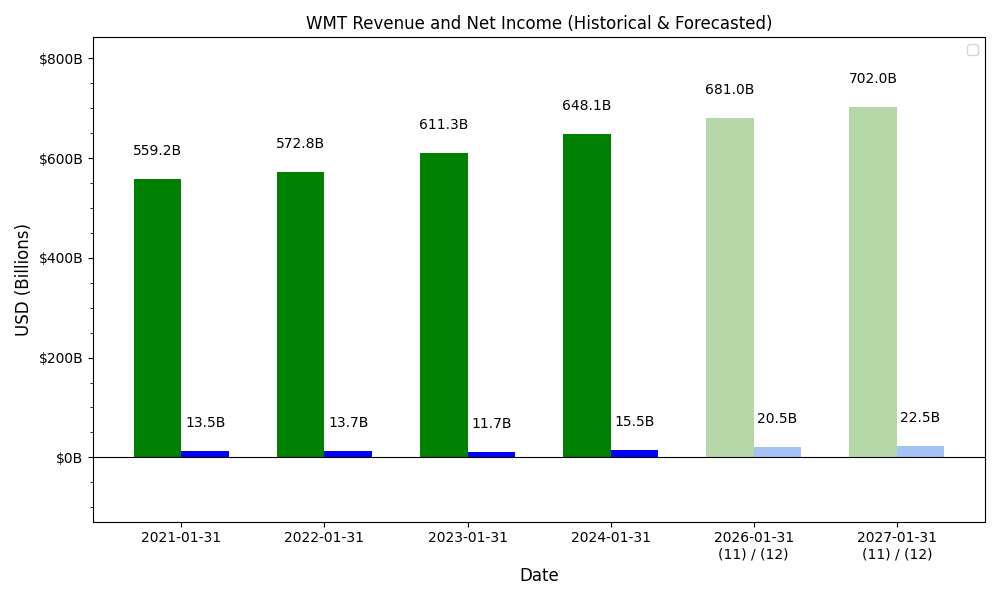 WMT Revenue and Net Income (Historical & Forecasted)
USD (Billions)
$800B
$600B
$400B
$200B
$0B
559.2B
572.8B
611.3B
648.1B
681.0B
702.0B
13.5B
13.7B
11.7B
15.5B
20.5B
22.5B
2021-01-31
2022-01-31
2023-01-31
2024-01-31
2026-01-31
(11) / (12)
2027-01-31
(11) / (12)
Date